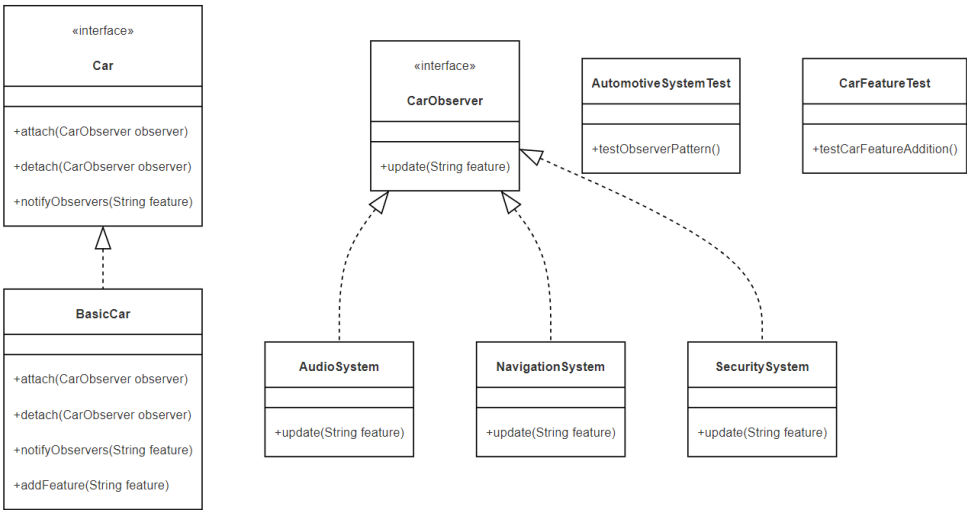 «interface»
Car
+attach(CarObserver observer)
+detach(CarObserver observer)
+notifyObservers(String feature)
BasicCar
+attach(CarObserver observer)
+detach(CarObserver observer)
+notifyObservers(String feature)
+addFeature(String feature)
«interface»
CarObserver
+update(String feature)
AutomotiveSystemTest
+testObserverPattern()
CarFeatureTest
+testCarFeatureAddition()
AudioSystem
+update(String feature)
NavigationSystem
+update(String feature)
SecuritySystem
+update(String feature)